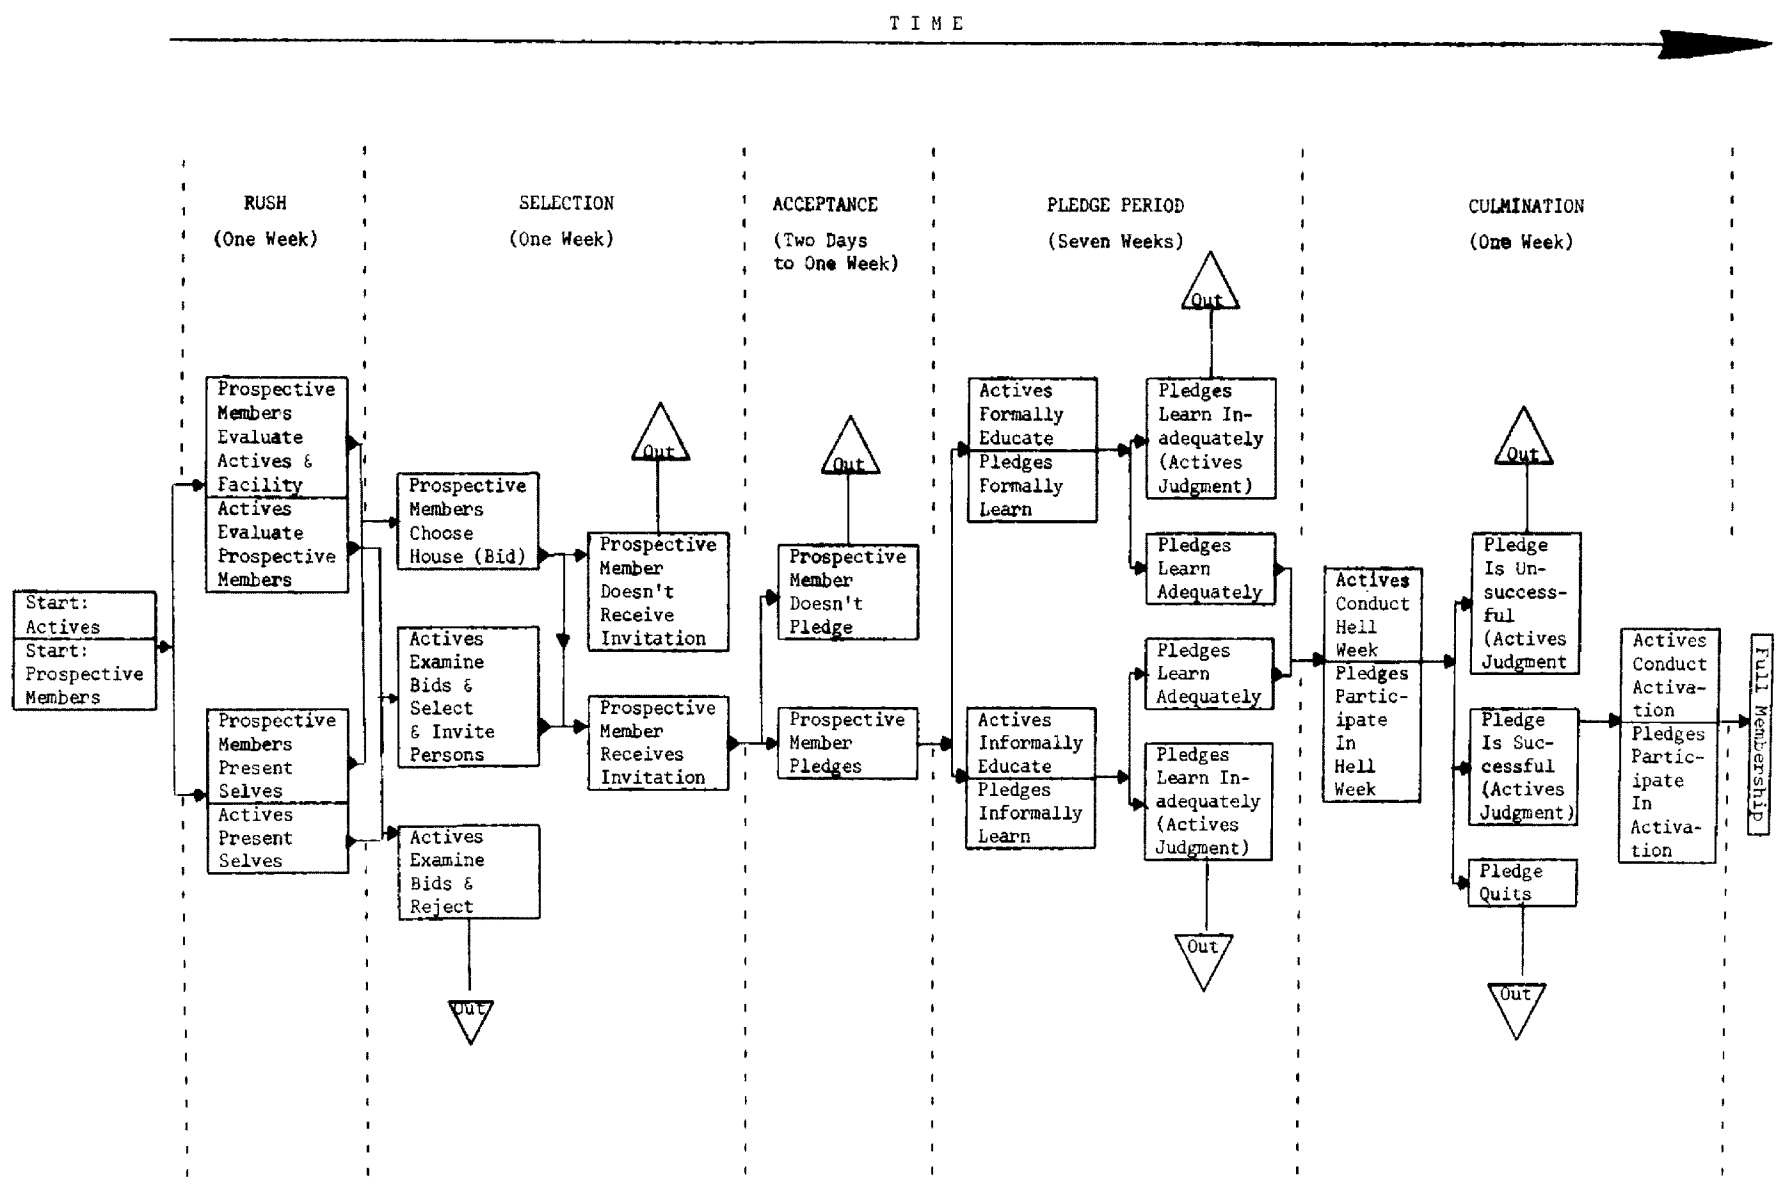 T I M E
RUSH
(One Week)
SELECTION
(One Week)
ACCEPTANCE
(Two Days
to One Week)
PLEDGE PERIOD
(Seven Weeks)
CULMINATION
(One Week)
Start:
Actives
Start:
Prospective
Members
Prospective
Members
Evaluate
Actives &
Facility
Actives
Evaluate
Prospective
Members
Prospective
Members
Present
Selves
Actives
Present
Selves
Prospective
Members
Choose
House (Bid)
Actives
Examine
Bids &
Select
& Invite
Persons
Actives
Examine
Bids &
Reject
Out
Out
Prospective
Member
Doesn't
Receive
Invitation
Prospective
Member
Receives
Invitation
Out
Prospective
Member
Doesn't
Pledge
Prospective
Member
Pledges
Actives
Formally
Educate
Pledges
Formally
Learn
Actives
Informally
Educate
Pledges
Informally
Learn
Out
Pledges
Learn In-
adequately
(Actives
Judgment)
Pledges
Learn
Adequately
Pledges
Learn
Adequately
Pledges
Learn In-
adequately
(Actives
Judgment)
Out
Actives
Conduct
Hell
Week
Pledges
Partic-
ipate
In
Hell
Week
Out
Pledge
Is Un-
success-
ful
(Actives
Judgment
Pledge
Is Suc-
cessful
(Actives
Judgment)
Pledge
Quits
Out
Actives
Conduct
Activa-
tion
Pledges
Partic-
ipate
In
Activa-
tion
Full Membership